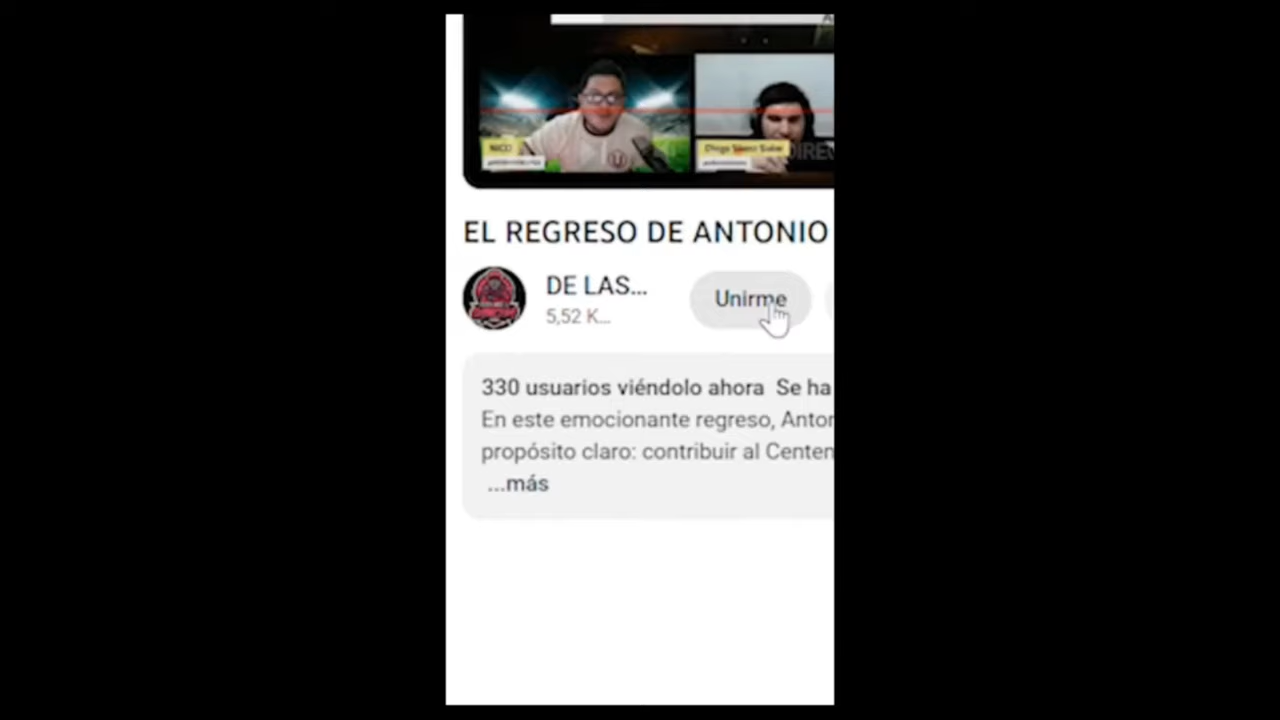 NICO
EL REGRESO DE ANTONIO
DE LAS...
5,52 K...
Unirme
330 usuarios viéndolo ahora Se ha
En este emocionante regreso, Anton
propósito claro: contribuir al Centen
...más